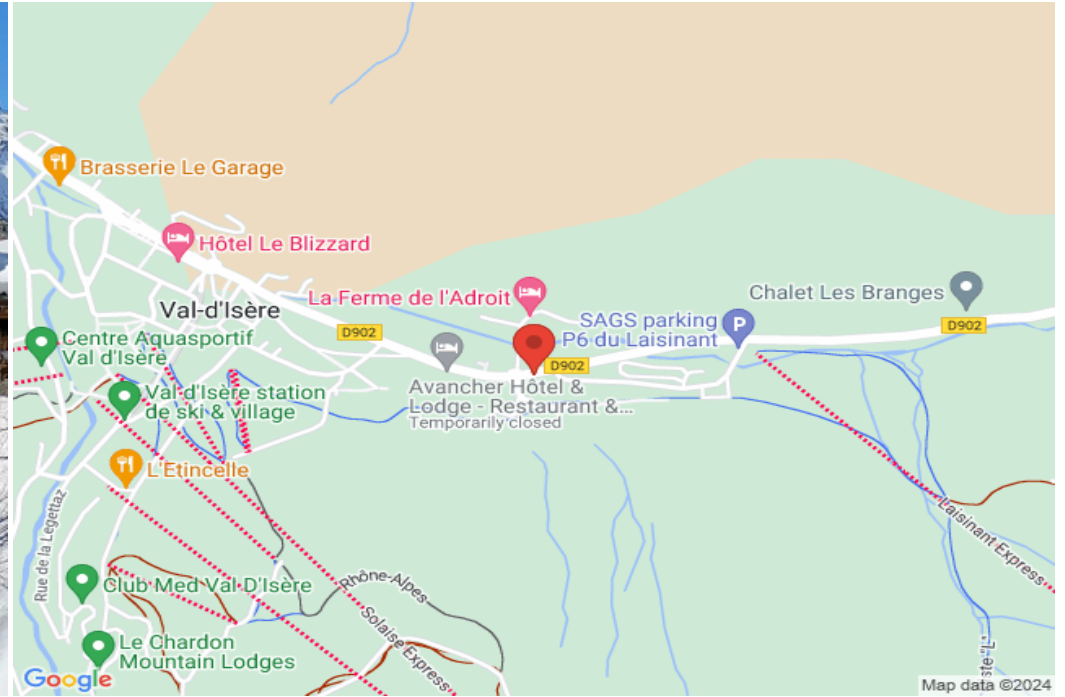 Brasserie Le Garage
Hôtel Le Blizzard
La Ferme de l'Adroit
Chalet Les Branges
Val-d'Isère
SAGS parking
P6 du Laisinant
P
D902
D902
D902
Centre Aquasportif
Val d'Isère
Avancher Hôtel &
Lodge - Restaurant &...
Temporarily closed
Val d'Isère station
de ski & village
L'Etincelle
Rue de la Legettaz
Laisinant Express
Club Med Val D'Isère
Rhône-Alpes
Solaise Express
Le Chardon
Mountain Lodges
iste "L"
Google
Map data ©2024